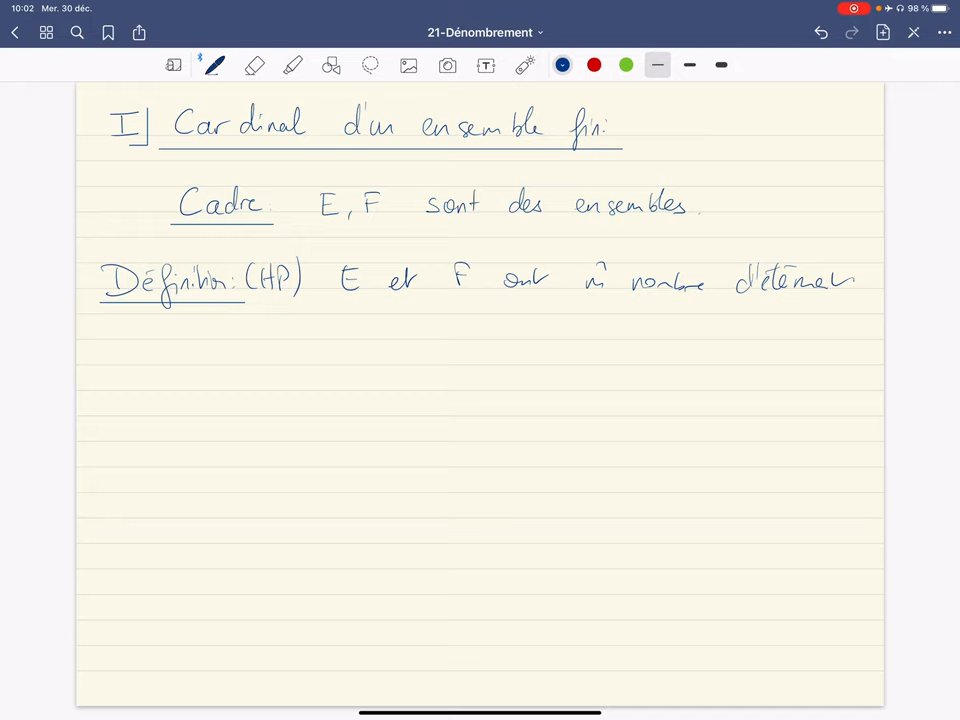 10:02 Mer. 30 déc. 98 %
21-Dénombrement
T
I] Cardinal d'un ensemble fini
Cadre: E, F sont des ensembles.
Définition: (HP) E et F ont m̂ nombre d'éléments